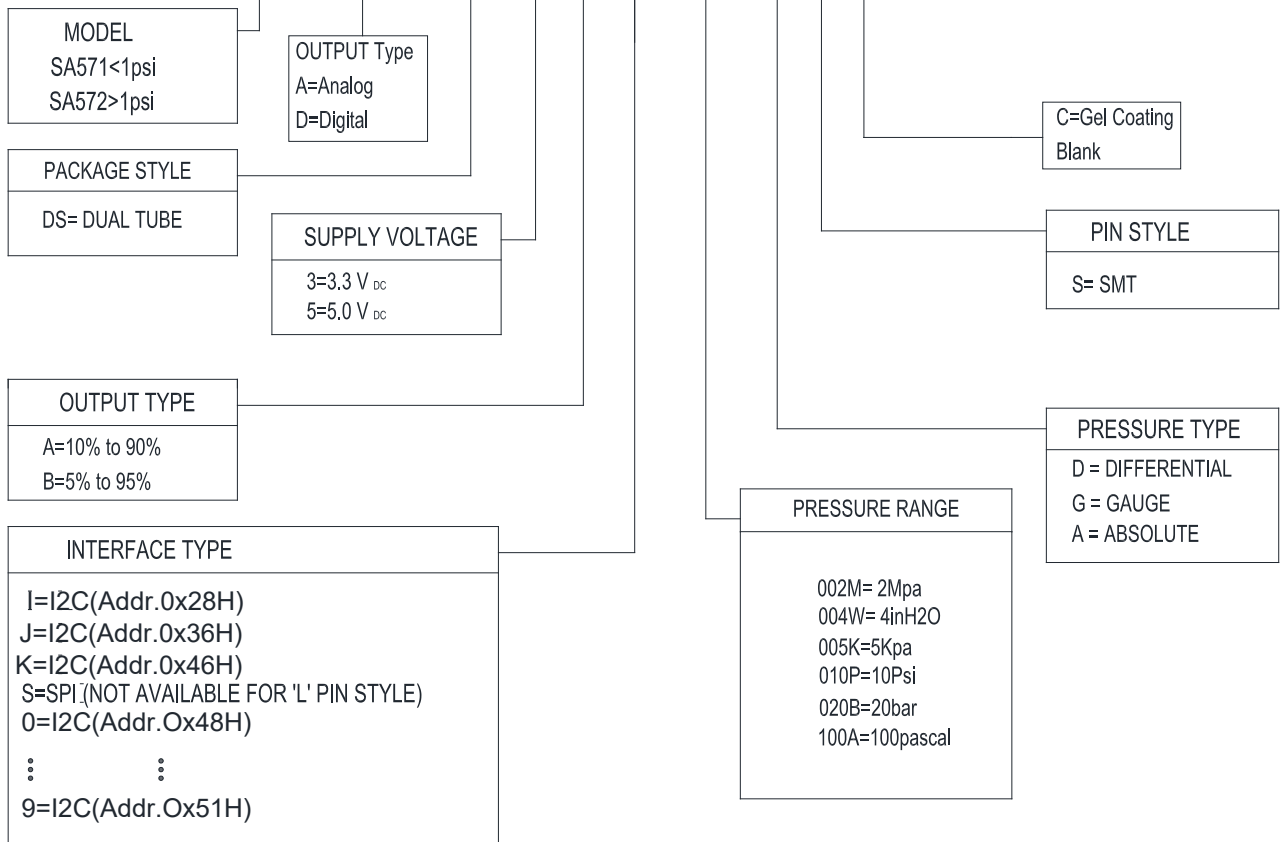 MODEL
SA571<1psi
SA572>1psi
OUTPUT Type
A=Analog
D=Digital
C=Gel Coating
Blank
PACKAGE STYLE
DS= DUAL TUBE
SUPPLY VOLTAGE
3=3.3 V DC
5=5.0 V DC
PIN STYLE
S= SMT
OUTPUT TYPE
A=10% to 90%
B=5% to 95%
PRESSURE TYPE
D = DIFFERENTIAL
G = GAUGE
A = ABSOLUTE
INTERFACE TYPE
I=I2C(Addr.0x28H)
J=I2C(Addr.0x36H)
K=I2C(Addr.0x46H)
S=SPI (NOT AVAILABLE FOR 'L' PIN STYLE)
0=I2C(Addr.Ox48H)
9=I2C(Addr.Ox51H)
PRESSURE RANGE
002M= 2Mpa
004W= 4inH2O
005K=5Kpa
010P=10Psi
020B=20bar
100A=100pascal